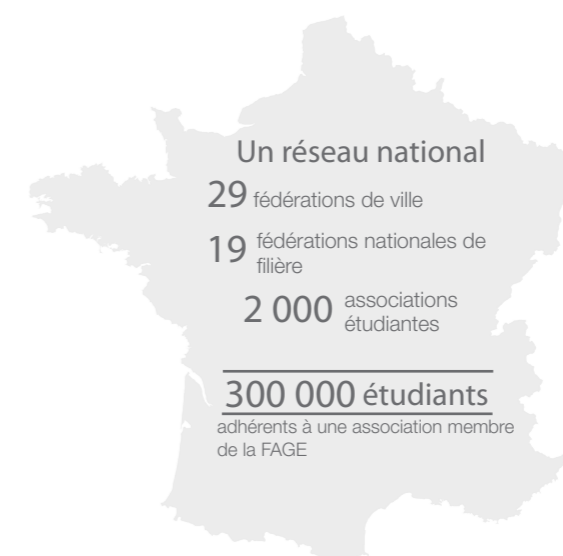 Un réseau national
29 fédérations de ville
19 fédérations nationales de
filière
2 000 associations
étudiantes
300 000 étudiants
adhérents à une association membre
de la FAGE